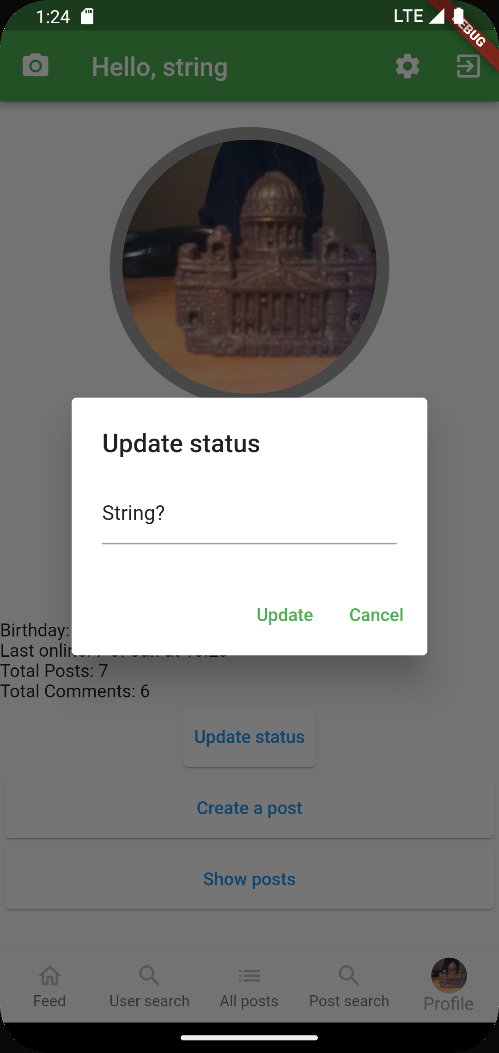 1:24 LTE
DEBUG
Hello, string
Update status
String?
Update Cancel
Birthday:
Last online:
Total Posts: 7
Total Comments: 6
Update status
Create a post
Show posts
Feed User search All posts Post search Profile